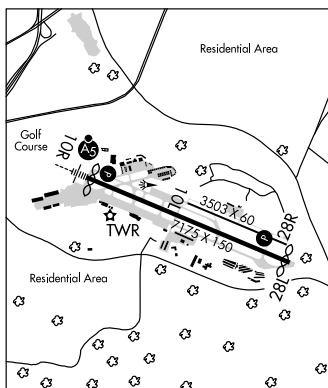 Residential Area
Golf
Course
10R
A5
P
10L
3503 X 60
7175 X 150
P
28R
28L
TWR
Residential Area